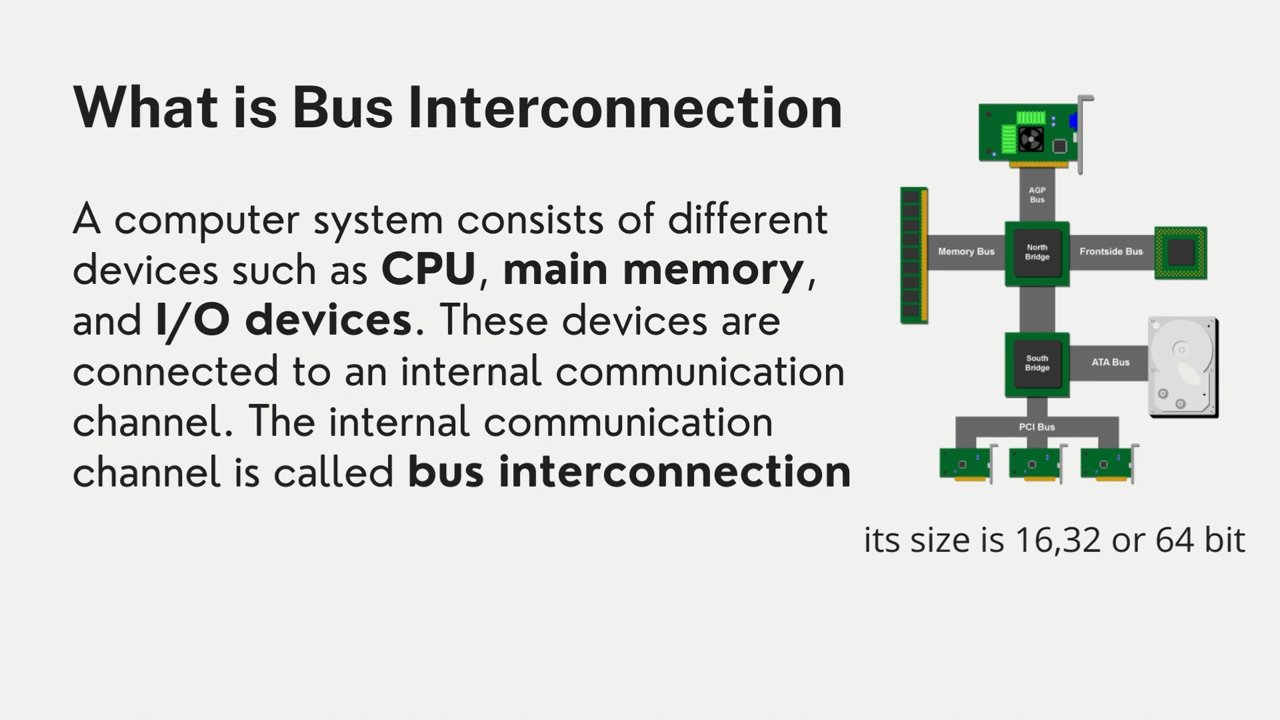 What is Bus Interconnection
A computer system consists of different
devices such as CPU, main memory,
and I/O devices. These devices are
connected to an internal communication
channel. The internal communication
channel is called bus interconnection
AGP
Bus
Memory Bus
North
Bridge
Frontside Bus
South
Bridge
ATA Bus
PCI Bus
its size is 16,32 or 64 bit